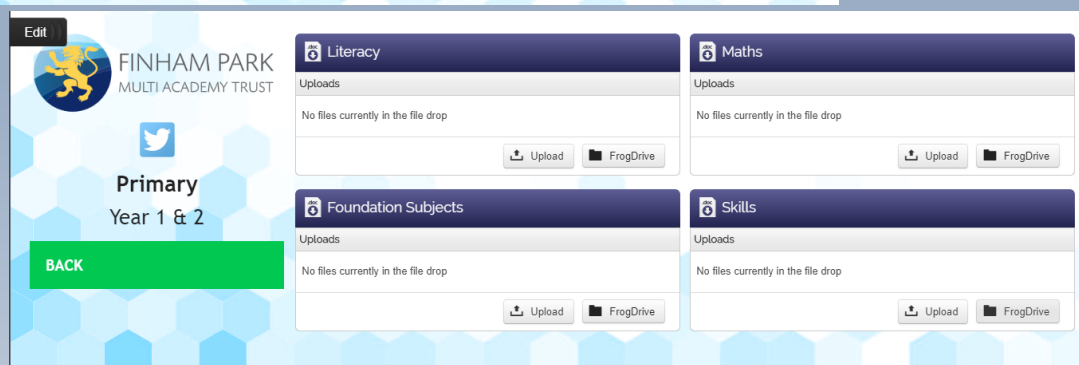 Edit
FINHAM PARK
MULTI ACADEMY TRUST
Primary
Year 1 & 2
BACK
Literacy
Uploads
No files currently in the file drop
Upload
FrogDrive
Maths
Uploads
No files currently in the file drop
Upload
FrogDrive
Foundation Subjects
Uploads
No files currently in the file drop
Upload
FrogDrive
Skills
Uploads
No files currently in the file drop
Upload
FrogDrive